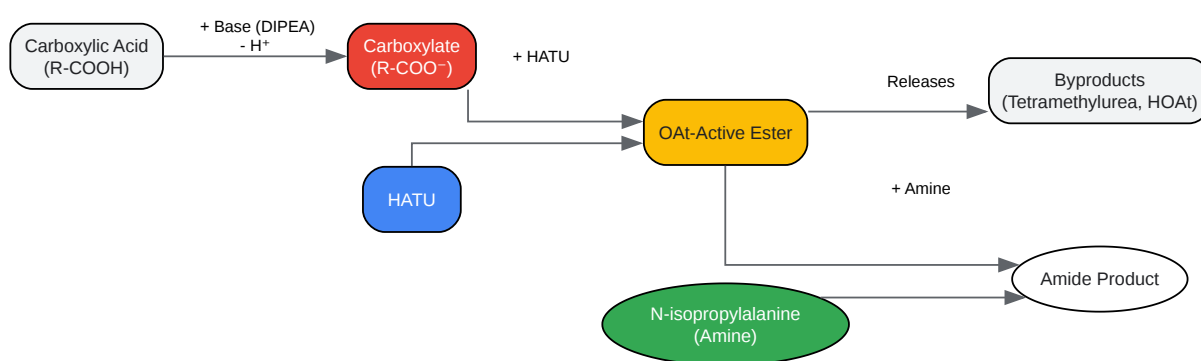 Carboxylic Acid
(R-COOH)
+ Base (DIPEA)
- H⁺
Carboxylate
(R-COO⁻)
+ HATU
HATU
OAt-Active Ester
Releases
Byproducts
(Tetramethylurea, HOAt)
+ Amine
N-isopropylalanine
(Amine)
Amide Product